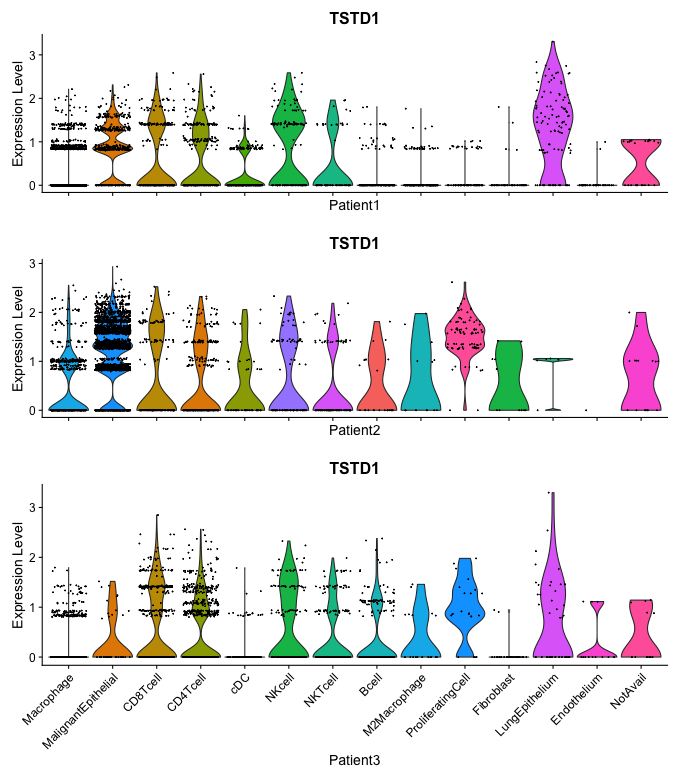 TSTD1
Expression Level
3
2
1
0
Patient1
TSTD1
Expression Level
3
2
1
0
Patient2
TSTD1
Expression Level
3
2
1
0
Macrophage
MalignantEpithelial
CD8Tcell
CD4Tcell
cDC
NKcell
NKTcell
Bcell
M2Macrophage
ProliferatingCell
Fibroblast
LungEpithelium
Endothelium
NotAvail
Patient3